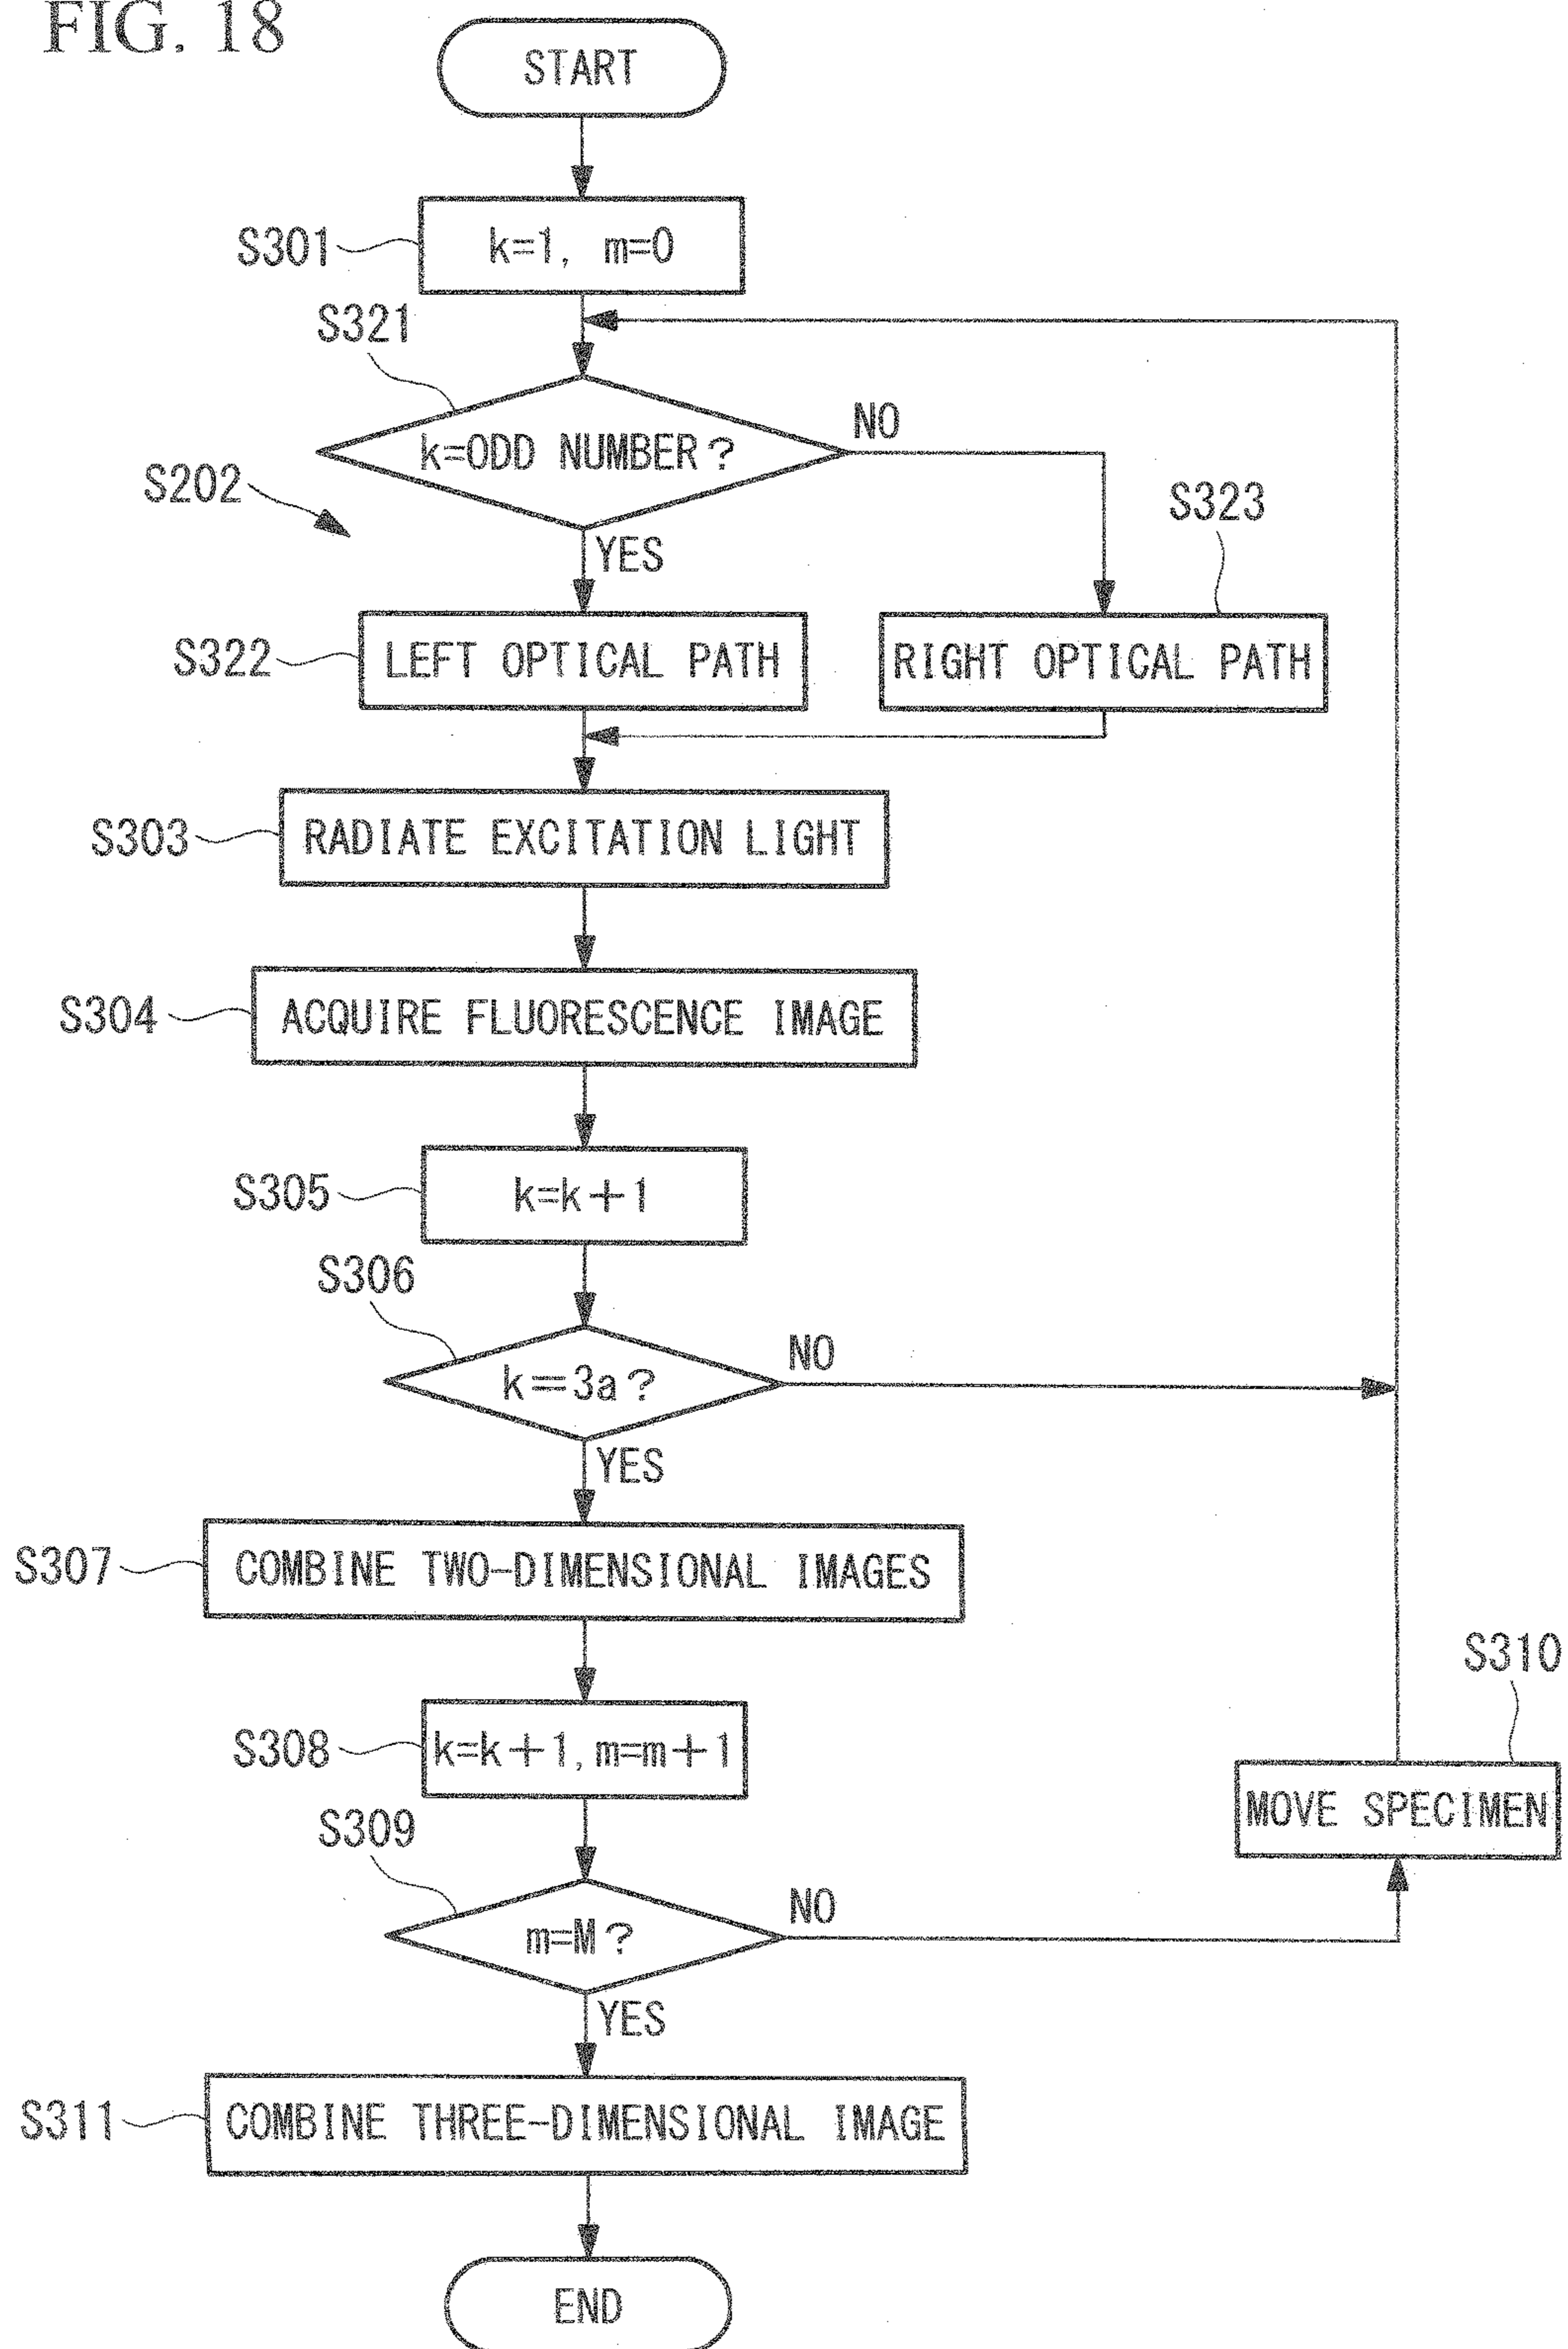 FIG. 18
START
S301
k=1, m=0
S321
k=ODD NUMBER?
NO
S202
YES
S323
S322
LEFT OPTICAL PATH
RIGHT OPTICAL PATH
S303
RADIATE EXCITATION LIGHT
S304
ACQUIRE FLUORESCENCE IMAGE
S305
k=k+1
S306
k=3a?
NO
YES
S307
COMBINE TWO-DIMENSIONAL IMAGES
S310
S308
k=k+1, m=m+1
MOVE SPECIMEN
S309
m=M?
NO
YES
S311
COMBINE THREE-DIMENSIONAL IMAGE
END